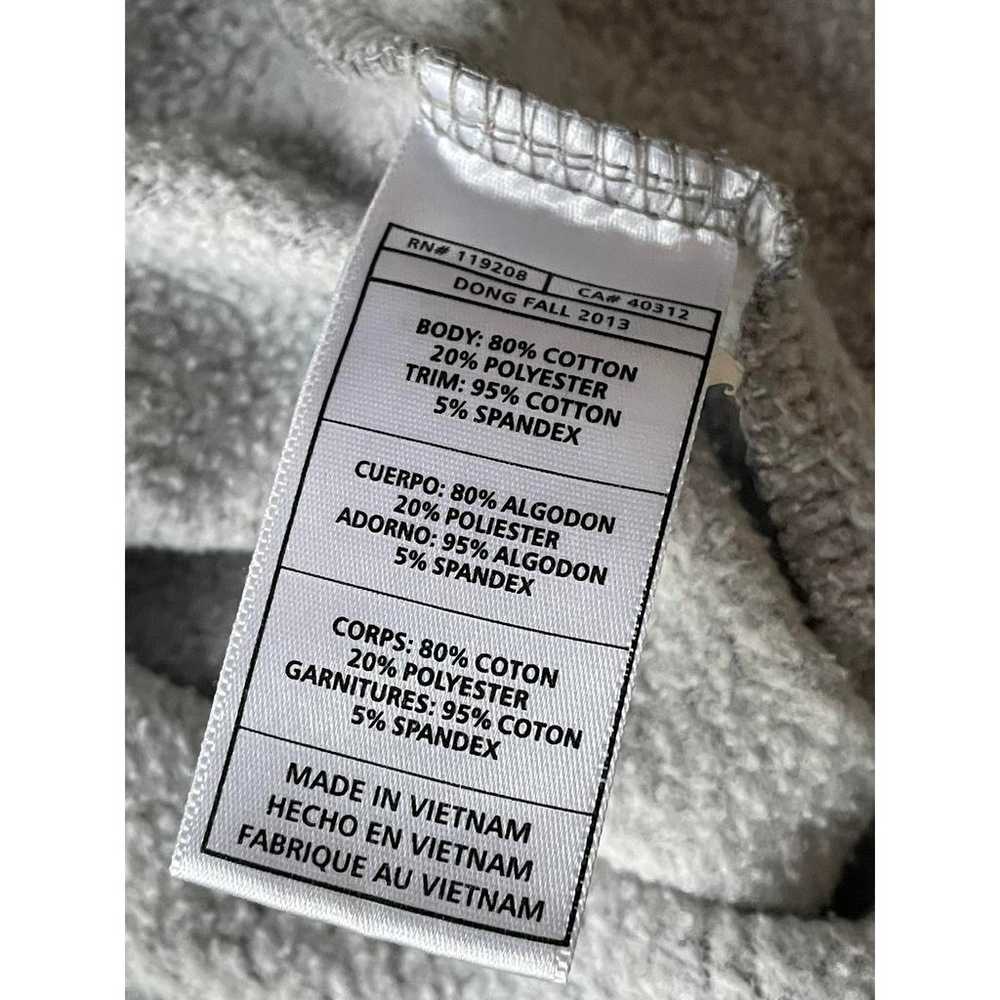 RN# 119208 CA# 40312
DONG FALL 2013
BODY: 80% COTTON
20% POLYESTER
TRIM: 95% COTTON
5% SPANDEX
CUERPO: 80% ALGODON
20% POLIESTER
ADORNO: 95% ALGODON
5% SPANDEX
CORPS: 80% COTON
20% POLYESTER
GARNITURES: 95% COTON
5% SPANDEX
MADE IN VIETNAM
HECHO EN VIETNAM
FABRIQUE AU VIETNAM